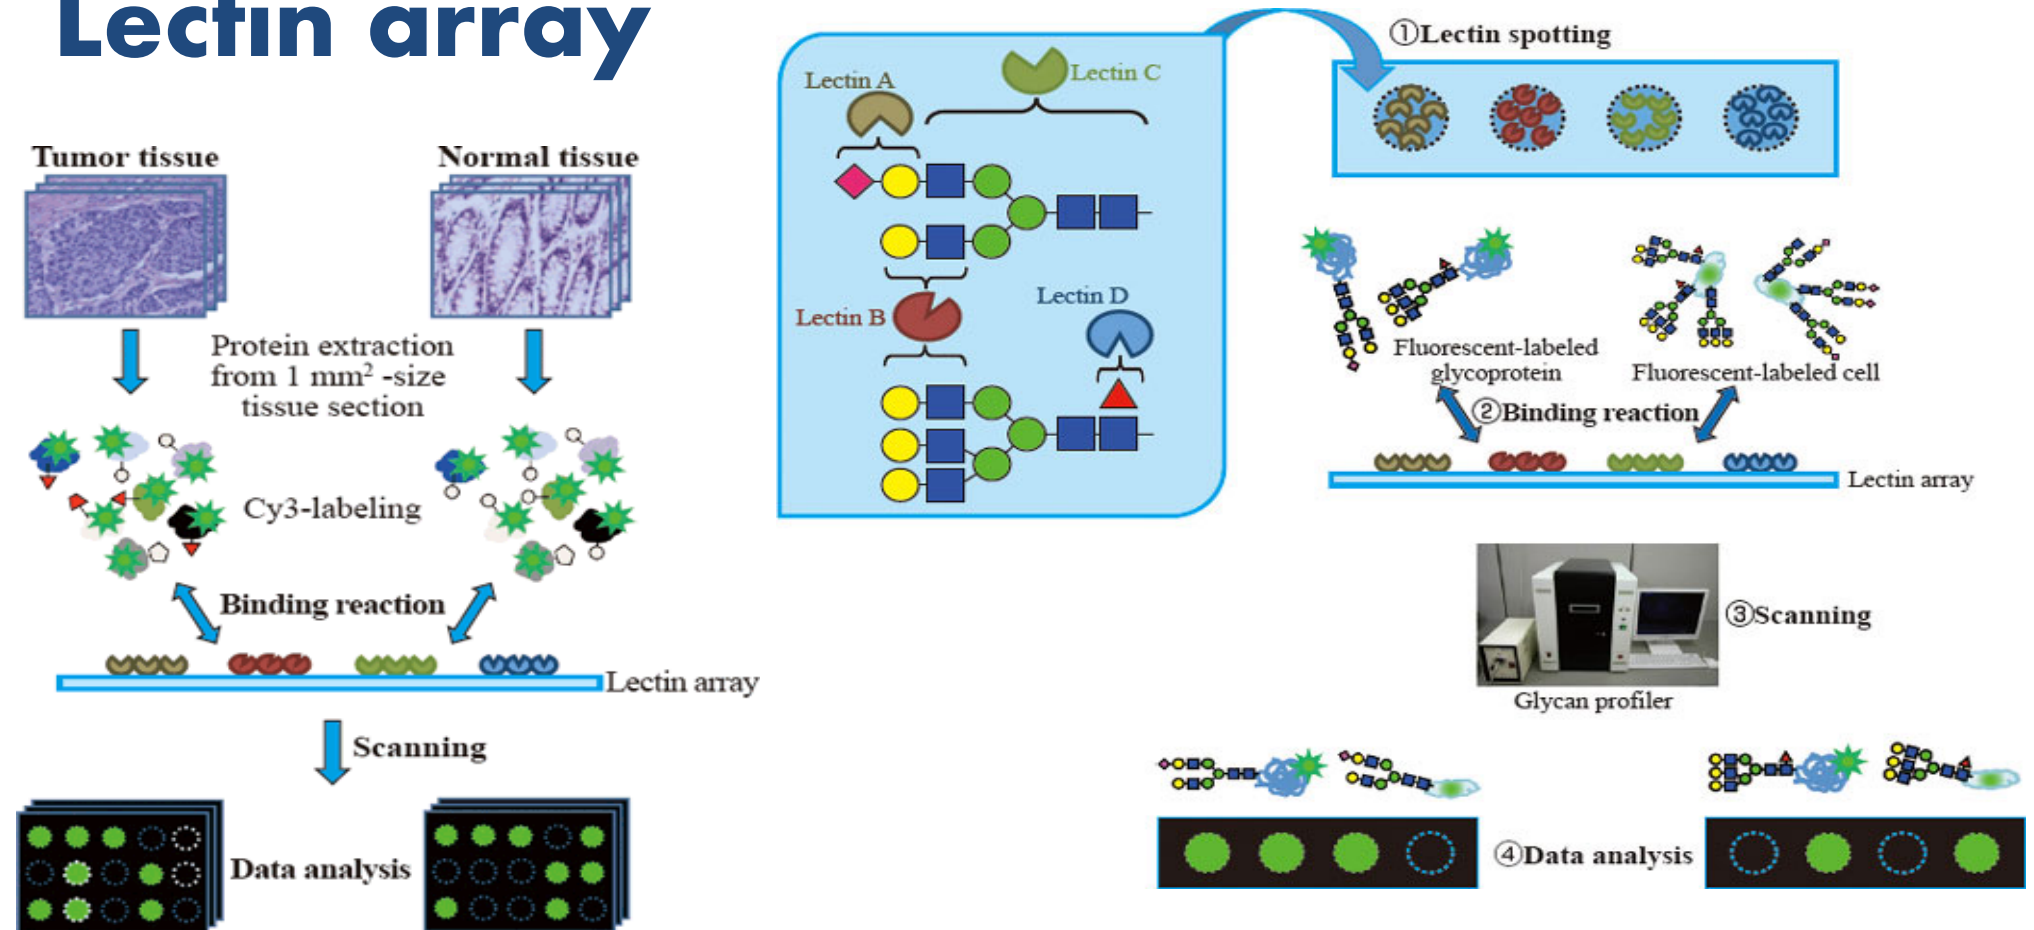 Lectin array
Tumor tissue
Normal tissue
Protein extraction
from 1 mm² -size
tissue section
Cy3-labeling
Binding reaction
Lectin array
Scanning
Data analysis
Lectin A
Lectin C
Lectin B
Lectin D
①Lectin spotting
Fluorescent-labeled
glycoprotein
Fluorescent-labeled cell
②Binding reaction
Lectin array
③Scanning
Glycan profiler
④Data analysis